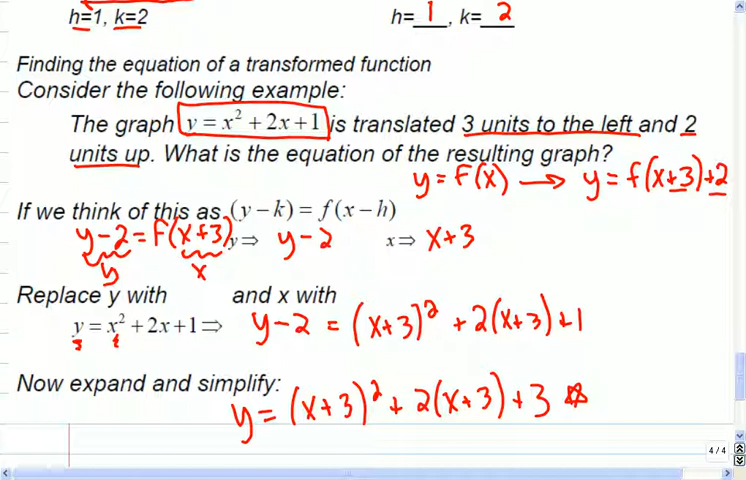 h=1, k=2 h= 1 , k= 2
Finding the equation of a transformed function
Consider the following example:
The graph y = x² + 2x + 1 is translated 3 units to the left and 2
units up. What is the equation of the resulting graph?
y = f(x) → y = f(x+3)+2
If we think of this as (y − k) = f(x − h)
y-2 = f(x+3) y ⇒ y-2 x ⇒ x+3
y x
Replace y with and x with
y = x² + 2x + 1 ⇒ y-2 = (x+3)² + 2(x+3) + 1
Now expand and simplify:
y = (x+3)² + 2(x+3) + 3
4 / 4